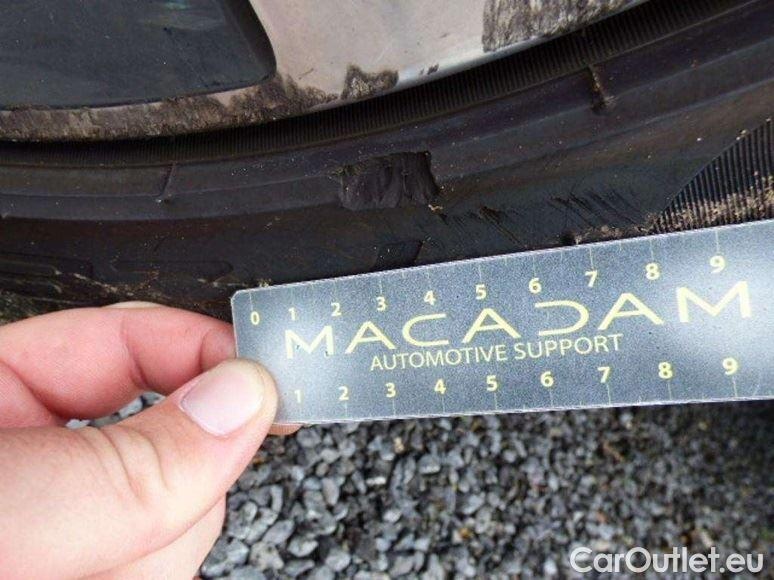 0 1 2 3 4 5 6 7 8 9
MACADAM
AUTOMOTIVE SUPPORT
1 2 3 4 5 6 7 8 9
CarOutlet.eu